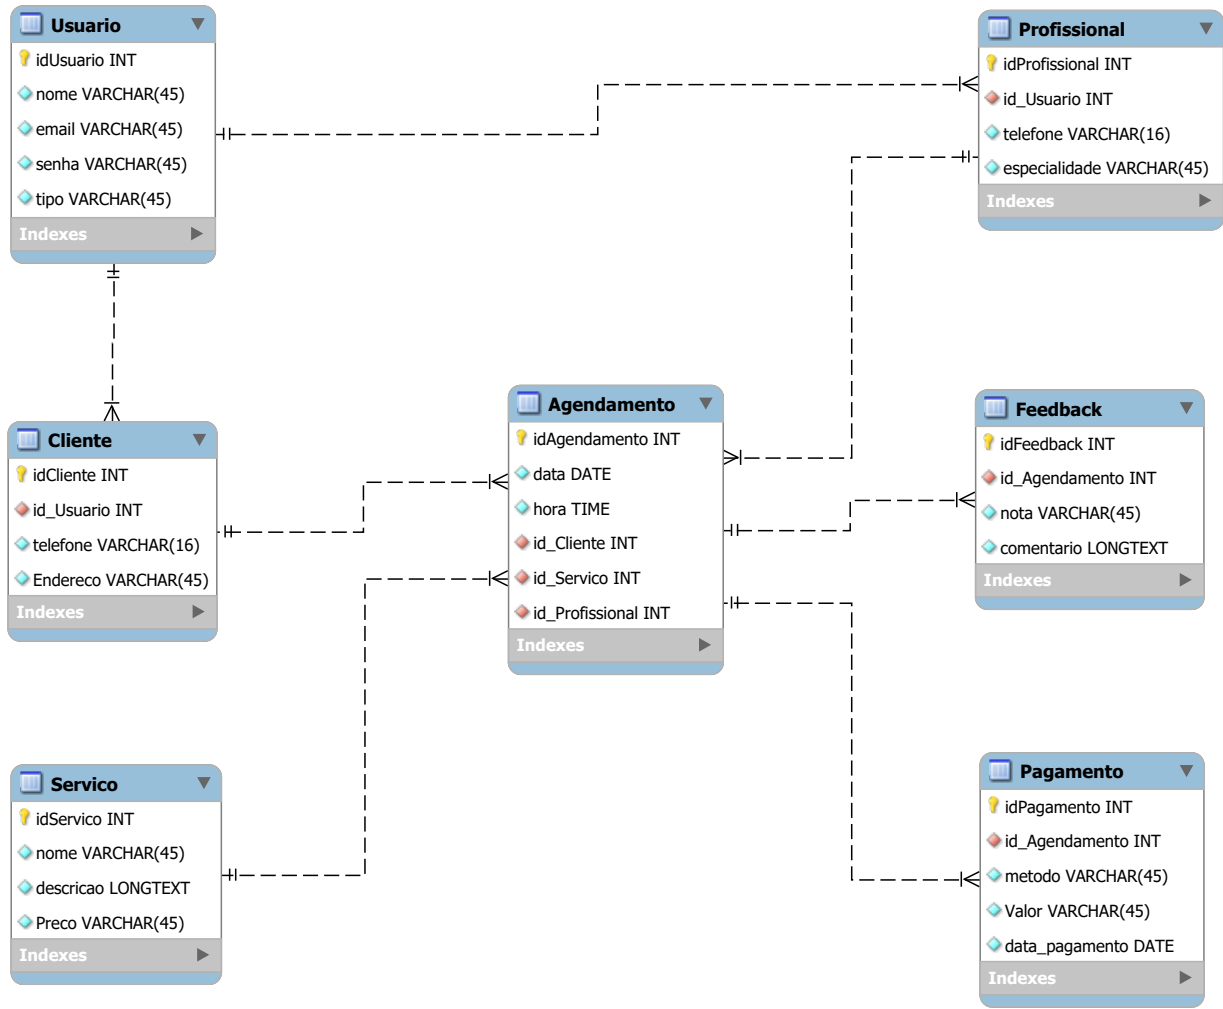 Usuario
idUsuario INT
nome VARCHAR(45)
email VARCHAR(45)
senha VARCHAR(45)
tipo VARCHAR(45)
Indexes
Profissional
idProfissional INT
id_Usuario INT
telefone VARCHAR(16)
especialidade VARCHAR(45)
Indexes
Cliente
idCliente INT
id_Usuario INT
telefone VARCHAR(16)
Endereco VARCHAR(45)
Indexes
Agendamento
idAgendamento INT
data DATE
hora TIME
id_Cliente INT
id_Servico INT
id_Profissional INT
Indexes
Feedback
idFeedback INT
id_Agendamento INT
nota VARCHAR(45)
comentario LONGTEXT
Indexes
Servico
idServico INT
nome VARCHAR(45)
descricao LONGTEXT
Preco VARCHAR(45)
Indexes
Pagamento
idPagamento INT
id_Agendamento INT
metodo VARCHAR(45)
Valor VARCHAR(45)
data_pagamento DATE
Indexes